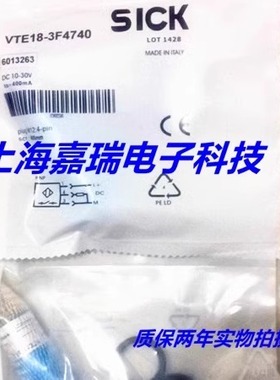 SICK
VTE18-3F4740
LOT 1428
MADE IN ITALY
6013263
DC 10-30V
上海嘉瑞电子科技
PNP
L+
M
PE.LD
质保两年实物拍摄